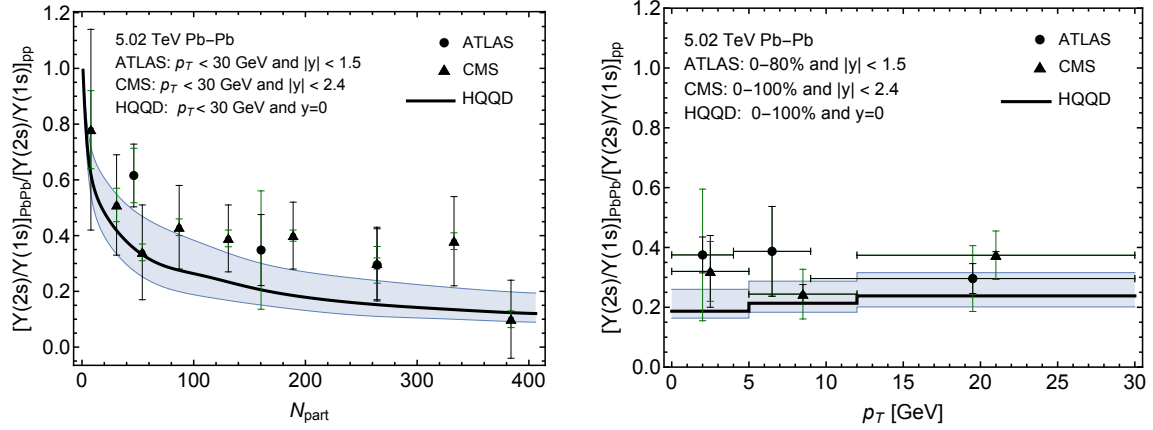 [Υ(2s)/Υ(1s)]PbPb/[Υ(2s)/Υ(1s)]pp
1.2
1.0
0.8
0.6
0.4
0.2
0.0
5.02 TeV Pb-Pb
ATLAS: pT < 30 GeV and |y| < 1.5
CMS: pT < 30 GeV and |y| < 2.4
HQQD: pT < 30 GeV and y=0
ATLAS
CMS
HQQD
0 100 200 300 400
Npart
[Υ(2s)/Υ(1s)]PbPb/[Υ(2s)/Υ(1s)]pp
1.2
1.0
0.8
0.6
0.4
0.2
0.0
5.02 TeV Pb-Pb
ATLAS: 0-80% and |y| < 1.5
CMS: 0-100% and |y| < 2.4
HQQD: 0-100% and y=0
ATLAS
CMS
HQQD
0 5 10 15 20 25 30
pT [GeV]